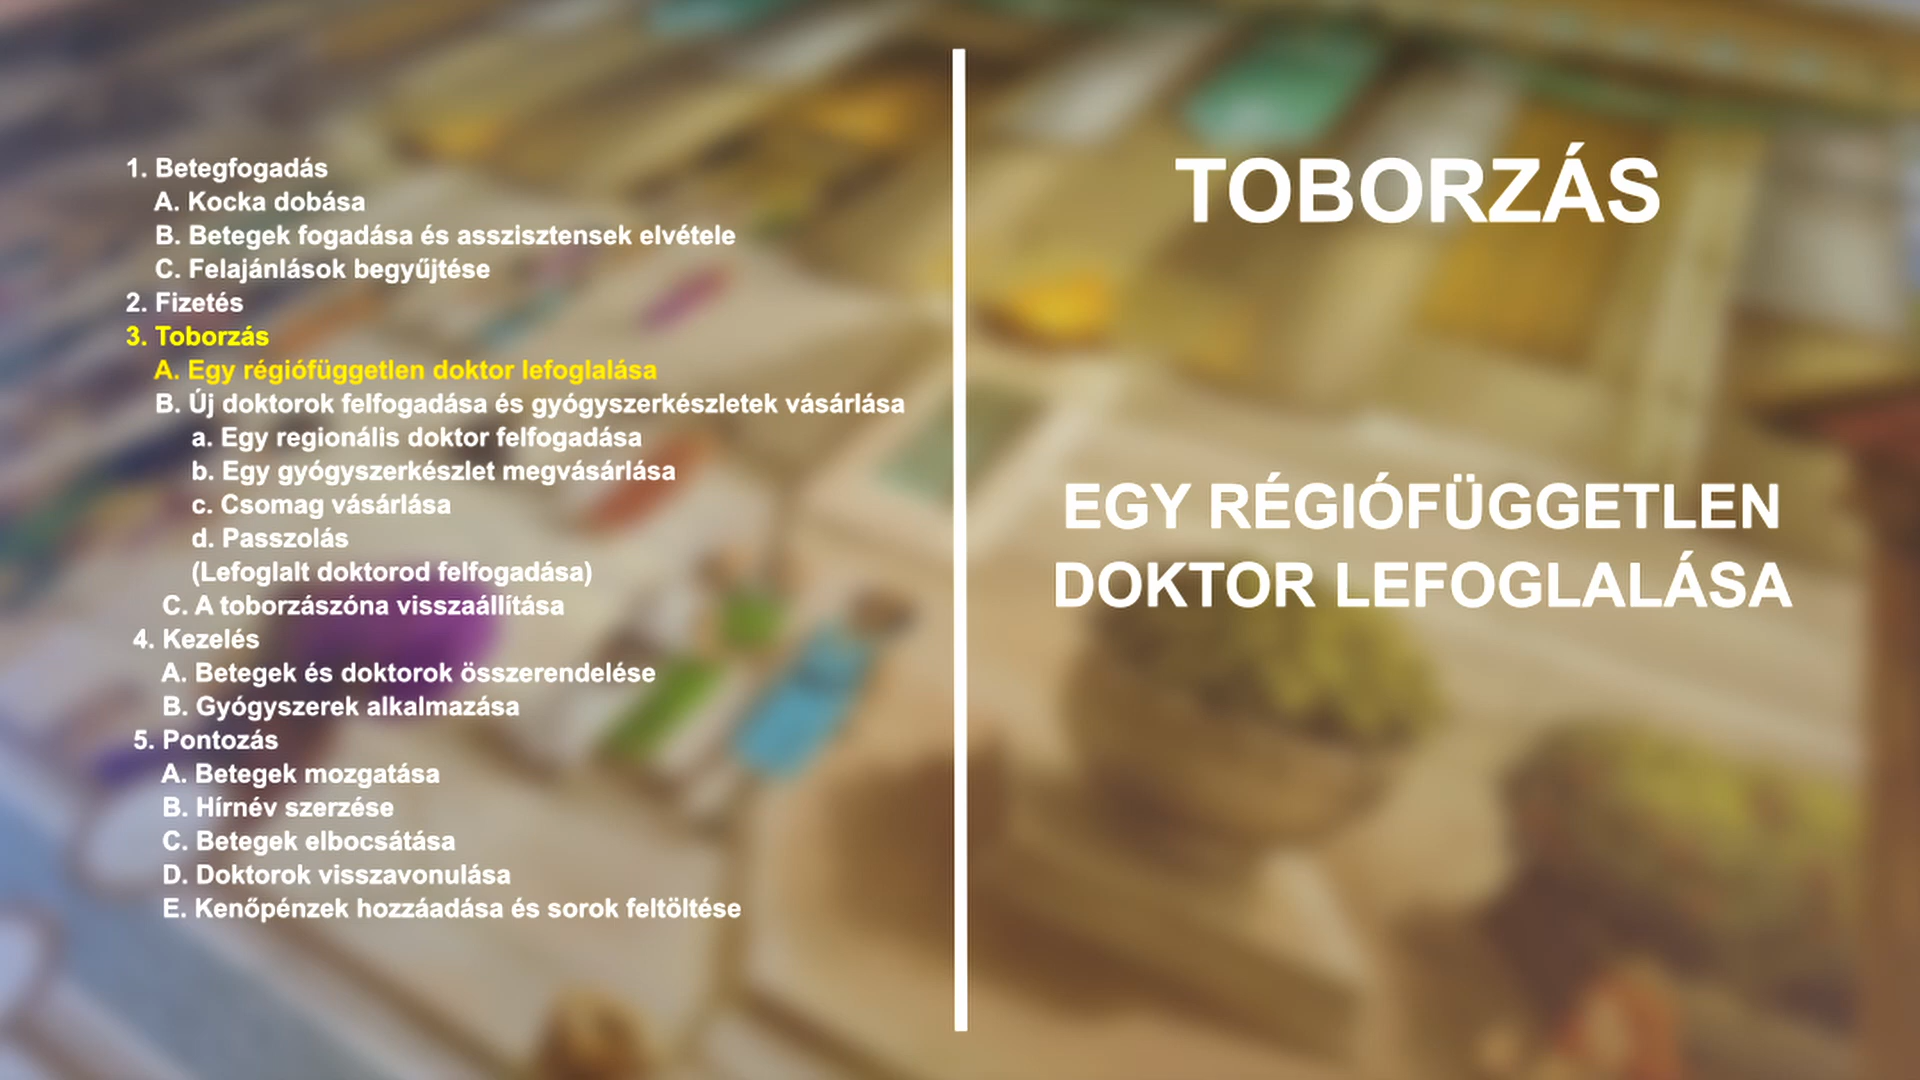 1. Betegfogadás
A. Kocka dobása
B. Betegek fogadása és asszisztensek elvétele
C. Felajánlások begyűjtése
2. Fizetés
3. Toborzás
A. Egy régiófüggetlen doktor lefoglalása
B. Új doktorok felfogadása és gyógyszerkészletek vásárlása
a. Egy regionális doktor felfogadása
b. Egy gyógyszerkészlet megvásárlása
c. Csomag vásárlása
d. Passzolás
(Lefoglalt doktorod felfogadása)
C. A toborzászóna visszaállítása
4. Kezelés
A. Betegek és doktorok összerendelése
B. Gyógyszerek alkalmazása
5. Pontozás
A. Betegek mozgatása
B. Hírnév szerzése
C. Betegek elbocsátása
D. Doktorok visszavonulása
E. Kenőpénzek hozzáadása és sorok feltöltése
TOBORZÁS
EGY RÉGIÓFÜGGETLEN
DOKTOR LEFOGLALÁSA